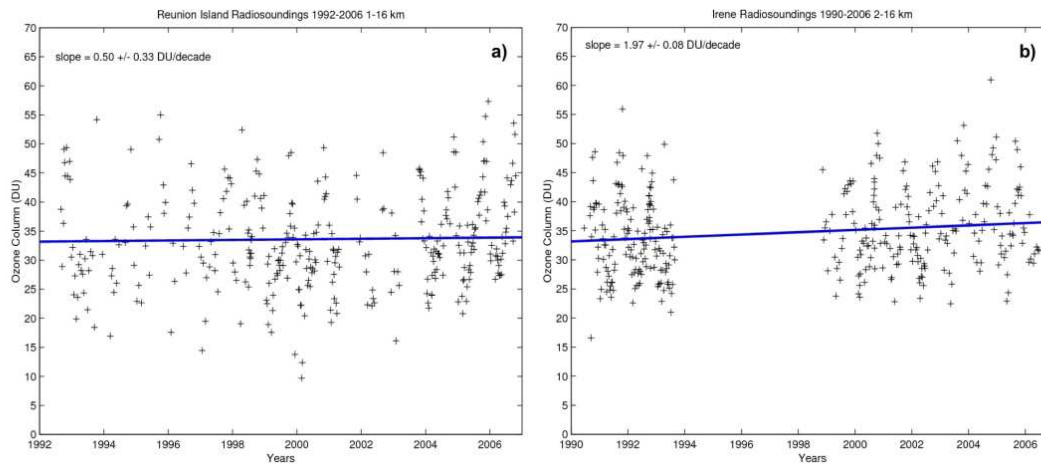 Reunion Island Radiosoundings 1992-2006 1-16 km
slope = 0.50 +/- 0.33 DU/decade
a)
Ozone Column (DU)
70
65
60
55
50
45
40
35
30
25
20
15
10
5
0
1992 1994 1996 1998 2000 2002 2004 2006
Years
Irene Radiosoundings 1990-2006 2-16 km
slope = 1.97 +/- 0.08 DU/decade
b)
Ozone Column (DU)
70
65
60
55
50
45
40
35
30
25
20
15
10
5
0
1990 1992 1994 1996 1998 2000 2002 2004 2006
Years